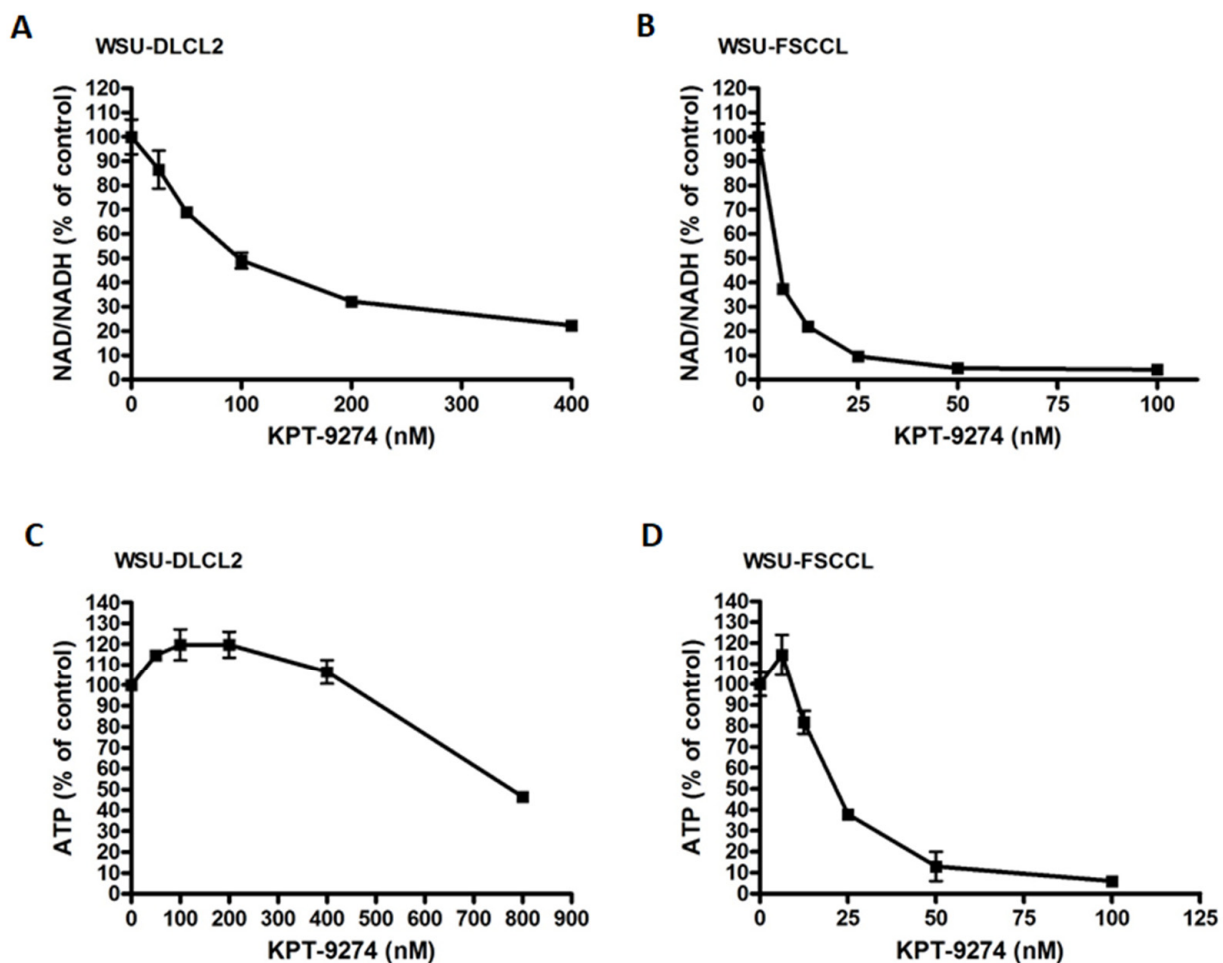 A
WSU-DLCL2
NAD/NADH (% of control)
120
110
100
90
80
70
60
50
40
30
20
10
0
0 100 200 300 400
KPT-9274 (nM)
B
WSU-FSCCL
NAD/NADH (% of control)
120
110
100
90
80
70
60
50
40
30
20
10
0
0 25 50 75 100
KPT-9274 (nM)
C
WSU-DLCL2
ATP (% of control)
140
130
120
110
100
90
80
70
60
50
40
30
20
10
0
0 100 200 300 400 500 600 700 800 900
KPT-9274 (nM)
D
WSU-FSCCL
ATP (% of control)
140
130
120
110
100
90
80
70
60
50
40
30
20
10
0
0 25 50 75 100 125
KPT-9274 (nM)